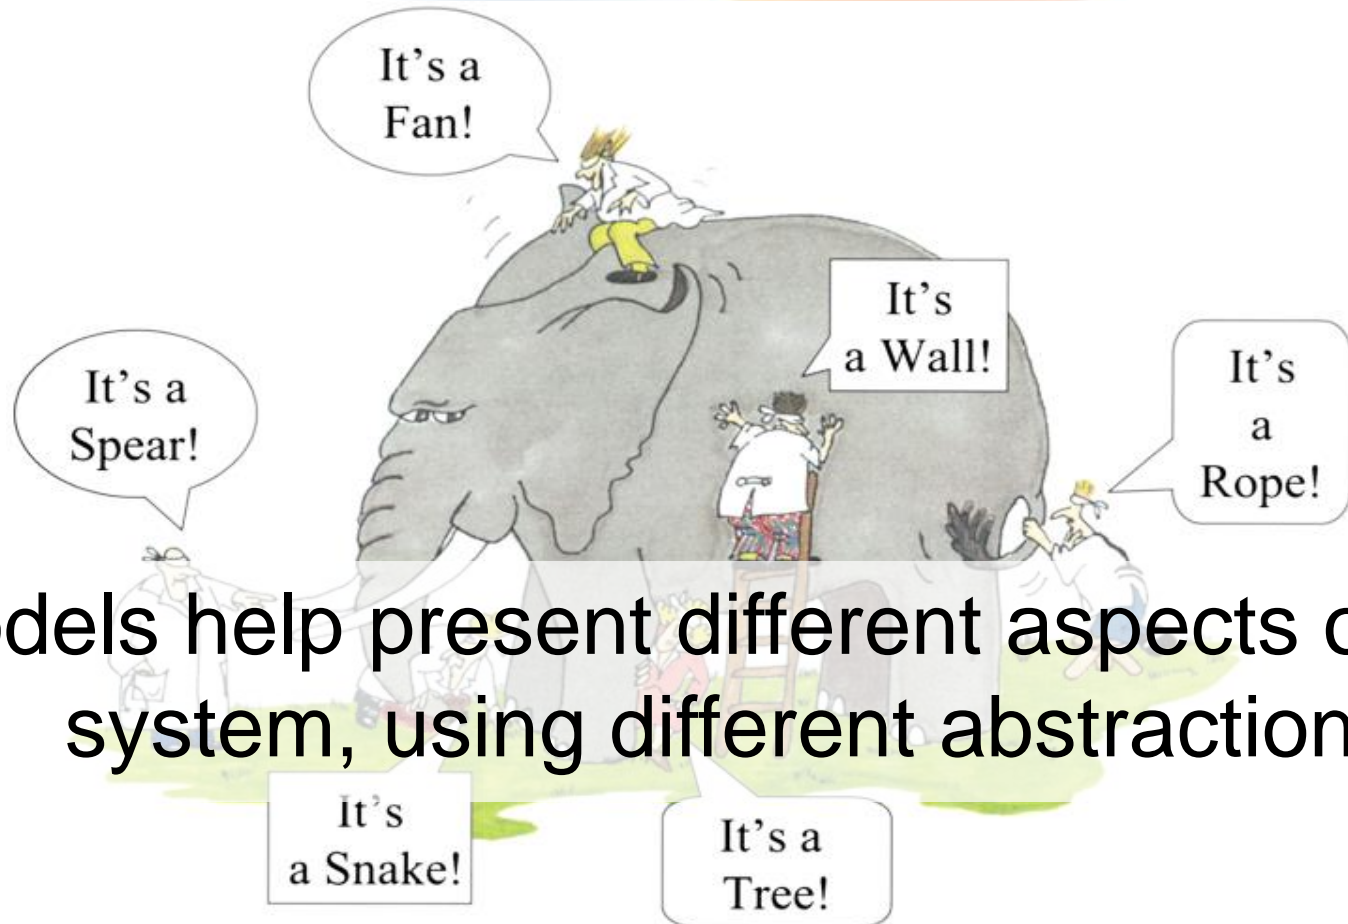 It's a
Fan!
It's
a Wall!
It's
a
Rope!
It's a
Spear!
odels help present different aspects
system, using different abstraction
It's
a Snake!
It's a
Tree!